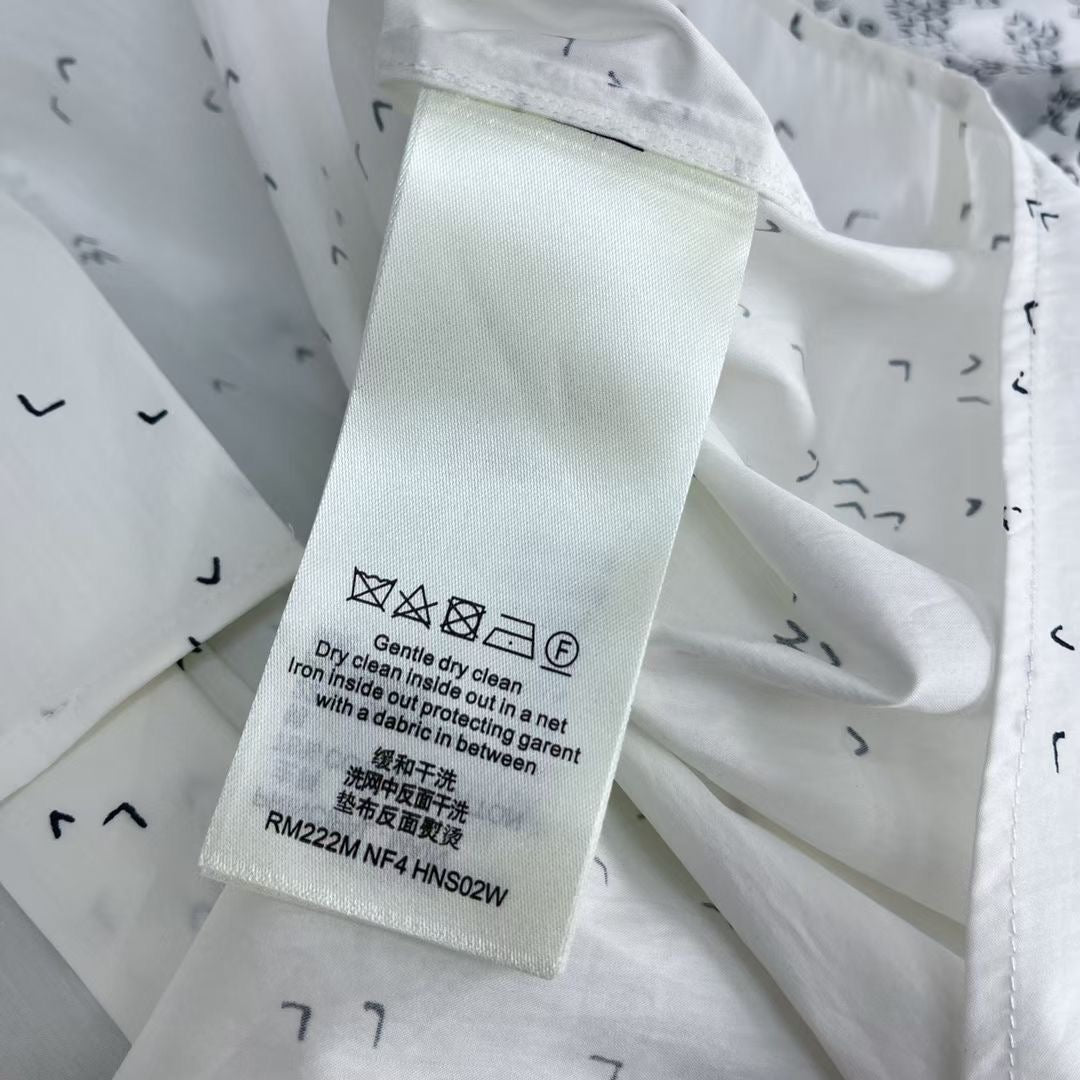 F
Gentle dry clean
Dry clean inside out in a net
Iron inside out protecting garent
with a dabric in between
缓和干洗
洗网中反面干洗
垫布反面熨烫
RM222M NF4 HNS02W